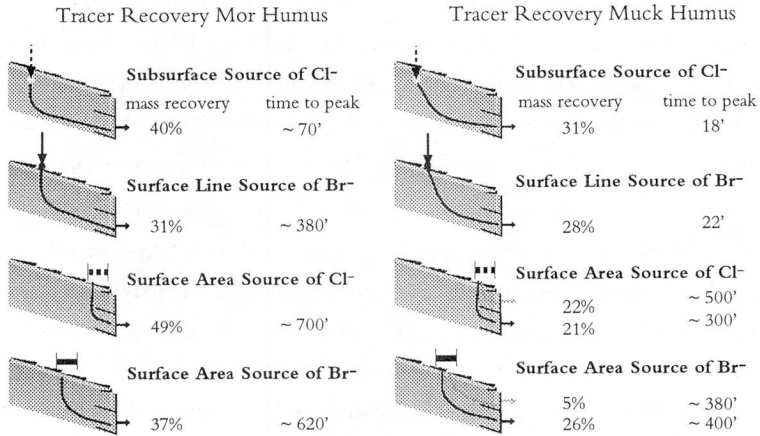 Tracer Recovery Mor Humus
Subsurface Source of Cl-
mass recovery time to peak
40% ~ 70'
Surface Line Source of Br-
31% ~ 380'
Surface Area Source of Cl-
49% ~ 700'
Surface Area Source of Br-
37% ~ 620'
Tracer Recovery Muck Humus
Subsurface Source of Cl-
mass recovery time to peak
31% 18'
Surface Line Source of Br-
28% 22'
Surface Area Source of Cl-
22% ~ 500'
21% ~ 300'
Surface Area Source of Br-
5% ~ 380'
26% ~ 400'